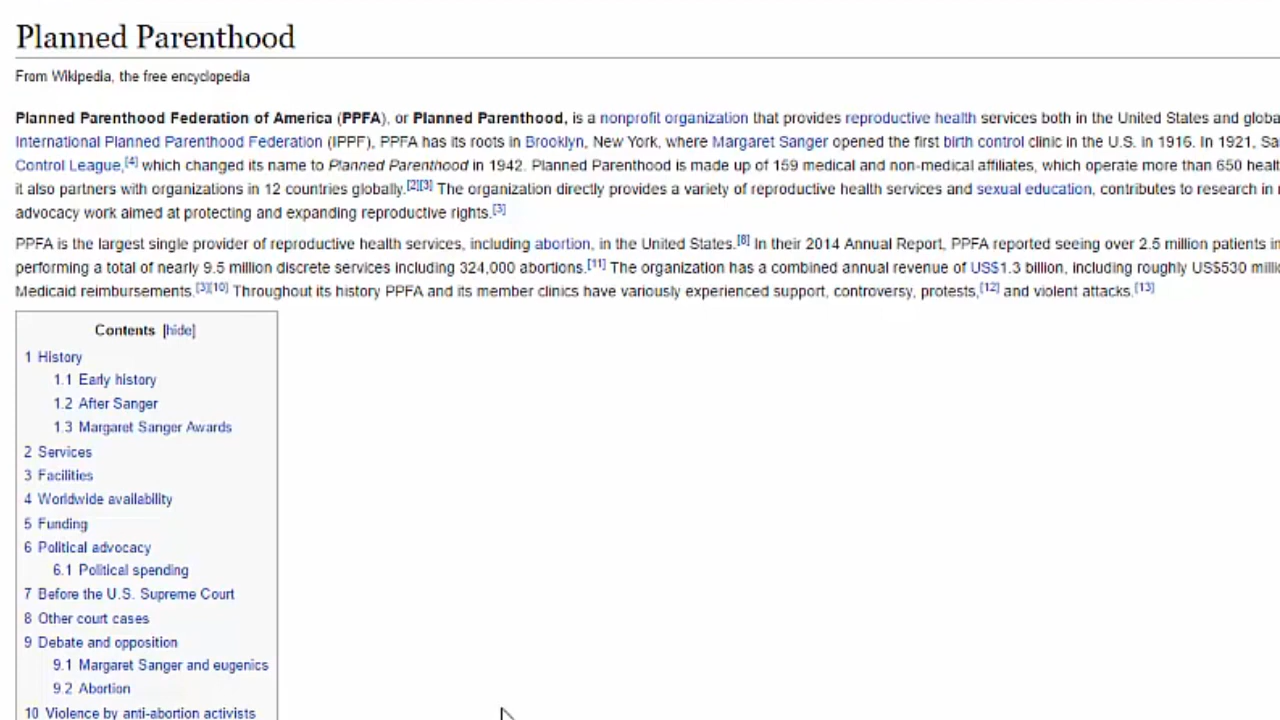 Planned Parenthood
From Wikipedia, the free encyclopedia
Planned Parenthood Federation of America (PPFA), or Planned Parenthood, is a nonprofit organization that provides reproductive health services both in the United States and globa
International Planned Parenthood Federation (IPPF), PPFA has its roots in Brooklyn, New York, where Margaret Sanger opened the first birth control clinic in the U.S. in 1916. In 1921, Sa
Control League,[4] which changed its name to Planned Parenthood in 1942. Planned Parenthood is made up of 159 medical and non-medical affiliates, which operate more than 650 healt
it also partners with organizations in 12 countries globally.[2][3] The organization directly provides a variety of reproductive health services and sexual education, contributes to research in
advocacy work aimed at protecting and expanding reproductive rights.[3]
PPFA is the largest single provider of reproductive health services, including abortion, in the United States.[8] In their 2014 Annual Report, PPFA reported seeing over 2.5 million patients in
performing a total of nearly 9.5 million discrete services including 324,000 abortions.[11] The organization has a combined annual revenue of US$1.3 billion, including roughly US$530 millio
Medicaid reimbursements.[3][10] Throughout its history PPFA and its member clinics have variously experienced support, controversy, protests,[12] and violent attacks.[13]
Contents [hide]
1 History
1.1 Early history
1.2 After Sanger
1.3 Margaret Sanger Awards
2 Services
3 Facilities
4 Worldwide availability
5 Funding
6 Political advocacy
6.1 Political spending
7 Before the U.S. Supreme Court
8 Other court cases
9 Debate and opposition
9.1 Margaret Sanger and eugenics
9.2 Abortion
10 Violence by anti-abortion activists